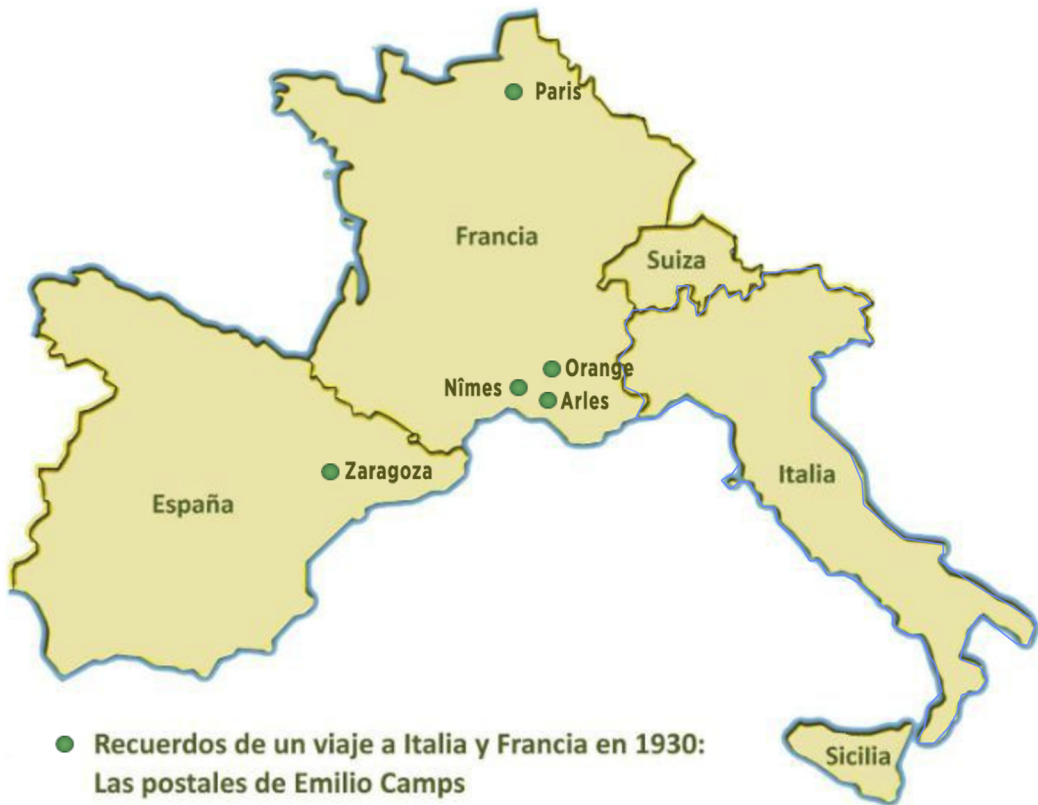 Paris
Francia
Suiza
Orange
Nîmes
Arles
Zaragoza
Italia
España
Recuerdos de un viaje a Italia y Francia en 1930:
Las postales de Emilio Camps
Sicilia